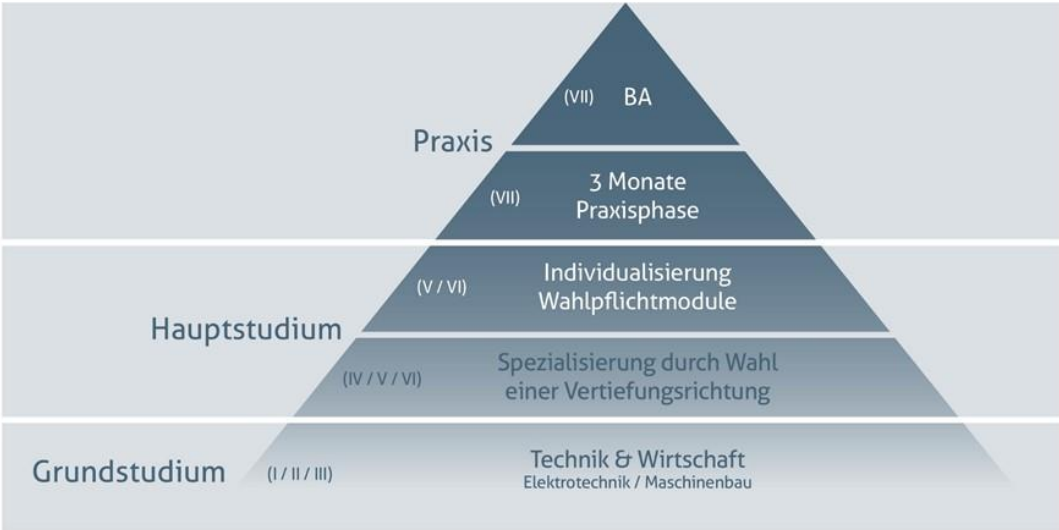 (VII) BA
Praxis
3 Monate
(VII) Praxisphase
Individualisierung
(V / VI) Wahlpflichtmodule
Hauptstudium
Spezialisierung durch Wahl
(IV / V / VI) einer Vertiefungsrichtung
Grundstudium (I / II / III) Technik & Wirtschaft
Elektrotechnik / Maschinenbau